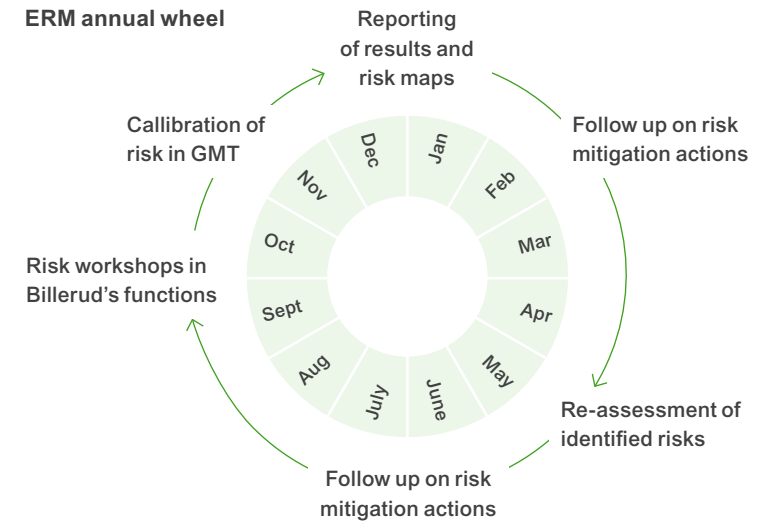 ERM annual wheel
Reporting
of results and
risk maps
Follow up on risk
mitigation actions
Re-assessment of
identified risks
Follow up on risk
mitigation actions
Risk workshops in
Billerud’s functions
Callibration of
risk in GMT
Jan
Feb
Mar
Apr
May
June
July
Aug
Sept
Oct
Nov
Dec